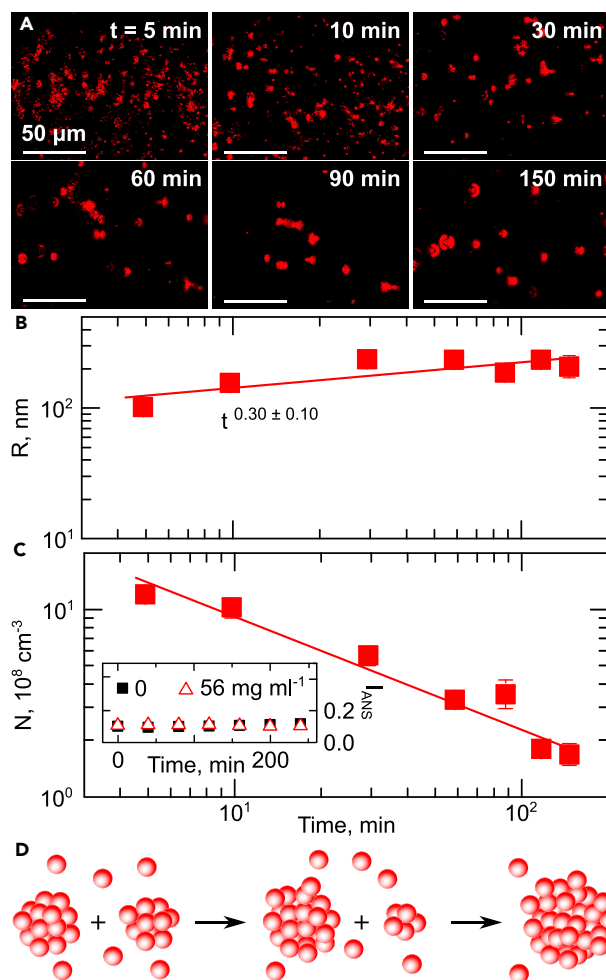 A
t = 5 min
10 min
30 min
50 µm
60 min
90 min
150 min
B
10²
R, nm
t 0.30 ± 0.10
10¹
C
10¹
N, 10⁸ cm⁻³
0
56 mg ml⁻¹
I_ANS
0.2
0.0
0
200
Time, min
10⁰
10¹
10²
Time, min
D
+
+